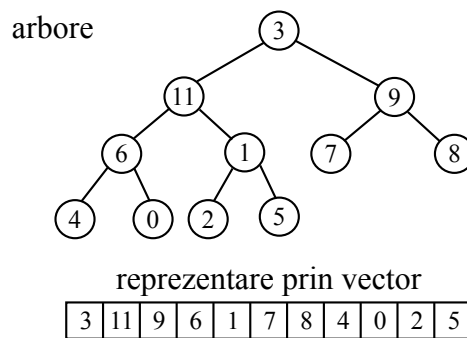 arbore
3
11 9
6 1 7 8
4 0 2 5
reprezentare prin vector
3 11 9 6 1 7 8 4 0 2 5